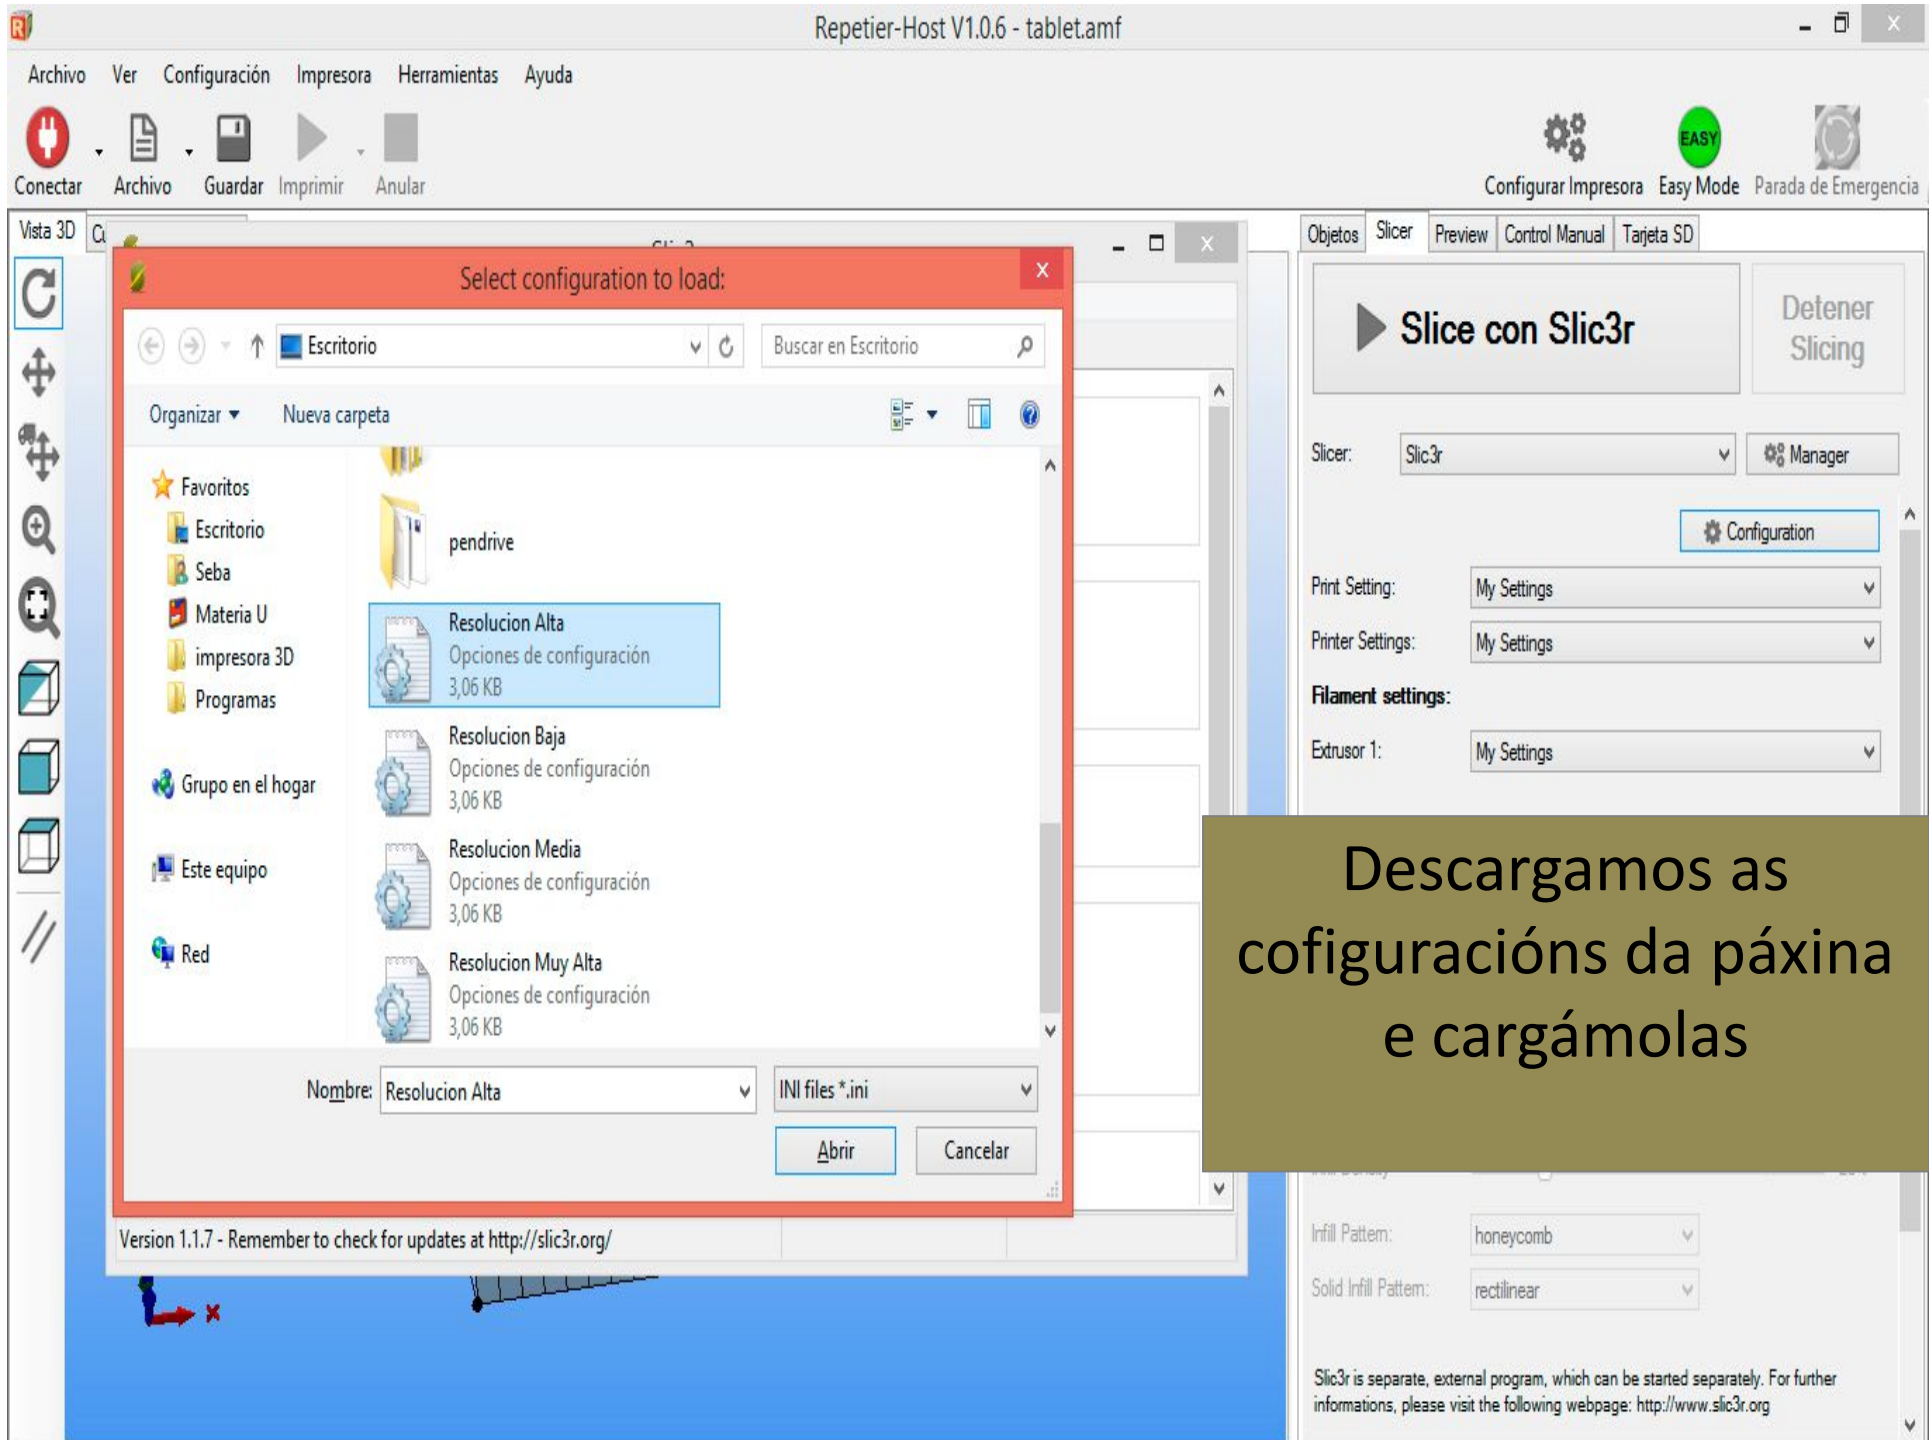 Repetier-Host V1.0.6 - tablet.amf
Archivo Ver Configuración Impresora Herramientas Ayuda
EASY
Conectar Archivo Guardar Imprimir Anular Configurar Impresora Easy Mode Parada de Emergencia
Vista 3D
Objetos Slicer Preview Control Manual Tarjeta SD
Select configuration to load:
Slice con Slic3r
Detener
Slicing
Escritorio
Buscar en Escritorio
Organizar
Nueva carpeta
Slicer: Slic3r
Manager
Configuration
Print Setting: My Settings
Printer Settings: My Settings
Filament settings:
Extrusor 1: My Settings
Favoritos
Escritorio
Seba
Materia U
impresora 3D
Programas
Grupo en el hogar
Este equipo
Red
pendrive
Resolucion Alta
Opciones de configuración
3,06 KB
Resolucion Baja
Opciones de configuración
3,06 KB
Resolucion Media
Opciones de configuración
3,06 KB
Resolucion Muy Alta
Opciones de configuración
3,06 KB
Nombre: Resolucion Alta
INI files *.ini
Abrir Cancelar
Descargamos as
cofiguracións da páxina
e cargámolas
Version 1.1.7 - Remember to check for updates at http://slic3r.org/
Infill Pattern: honeycomb
Solid Infill Pattern: rectilinear
Slic3r is separate, external program, which can be started separately. For further
informations, please visit the following webpage: http://www.slic3r.org